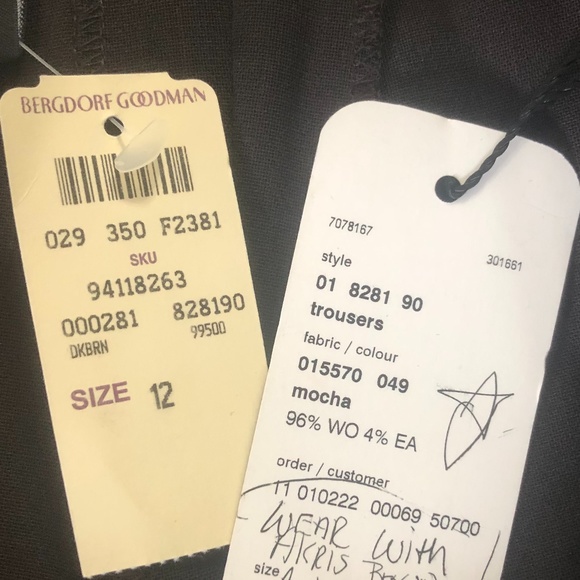 BERGDORF GOODMAN
029 350 F2381
SKU
94118263
000281 828190
DKBRN 99500
SIZE 12
7078167
301661
style
01 8281 90
trousers
fabric / colour
015570 049
mocha
96% WO 4% EA
order / customer
11 010222 00069 50700
WEAR WITH
AKRIS
size